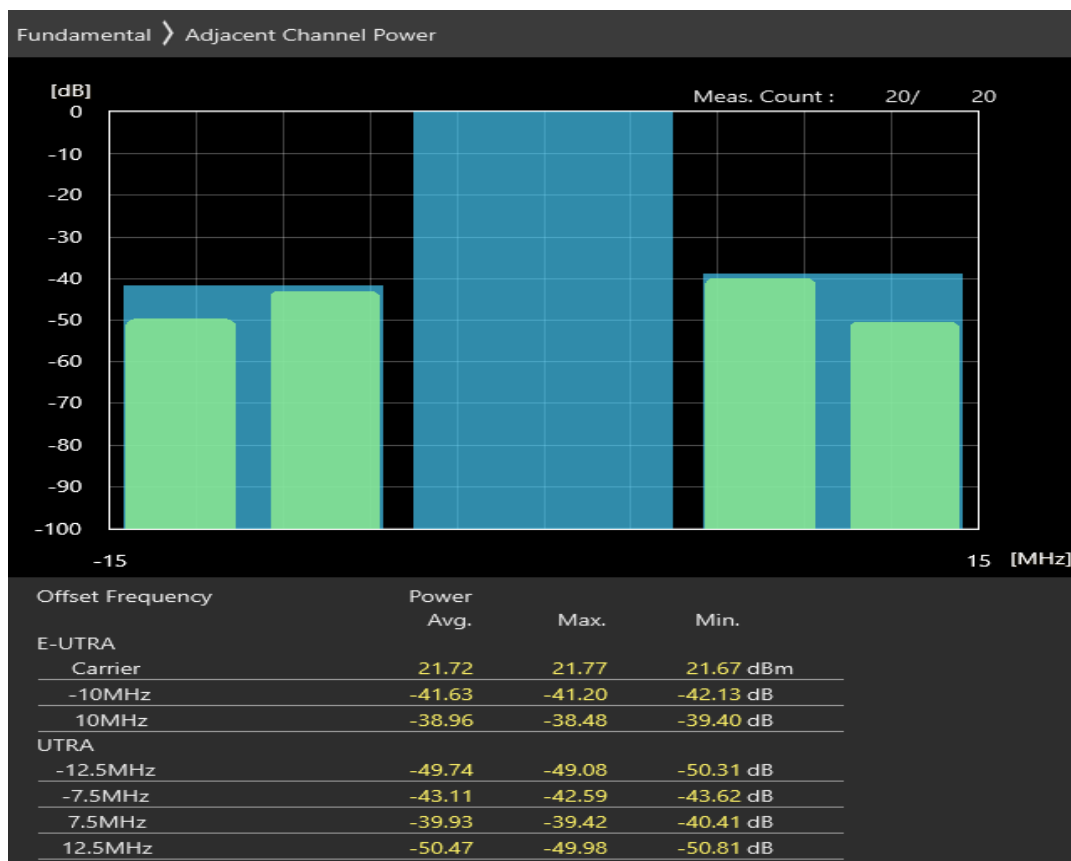 Fundamental 〉 Adjacent Channel Power
[dB]
Meas. Count : 20/ 20
0
-10
-20
-30
-40
-50
-60
-70
-80
-90
-100
-15 15 [MHz]
Offset Frequency Power
Avg. Max. Min.
E-UTRA
Carrier 21.72 21.77 21.67 dBm
-10MHz -41.63 -41.20 -42.13 dB
10MHz -38.96 -38.48 -39.40 dB
UTRA
-12.5MHz -49.74 -49.08 -50.31 dB
-7.5MHz -43.11 -42.59 -43.62 dB
7.5MHz -39.93 -39.42 -40.41 dB
12.5MHz -50.47 -49.98 -50.81 dB